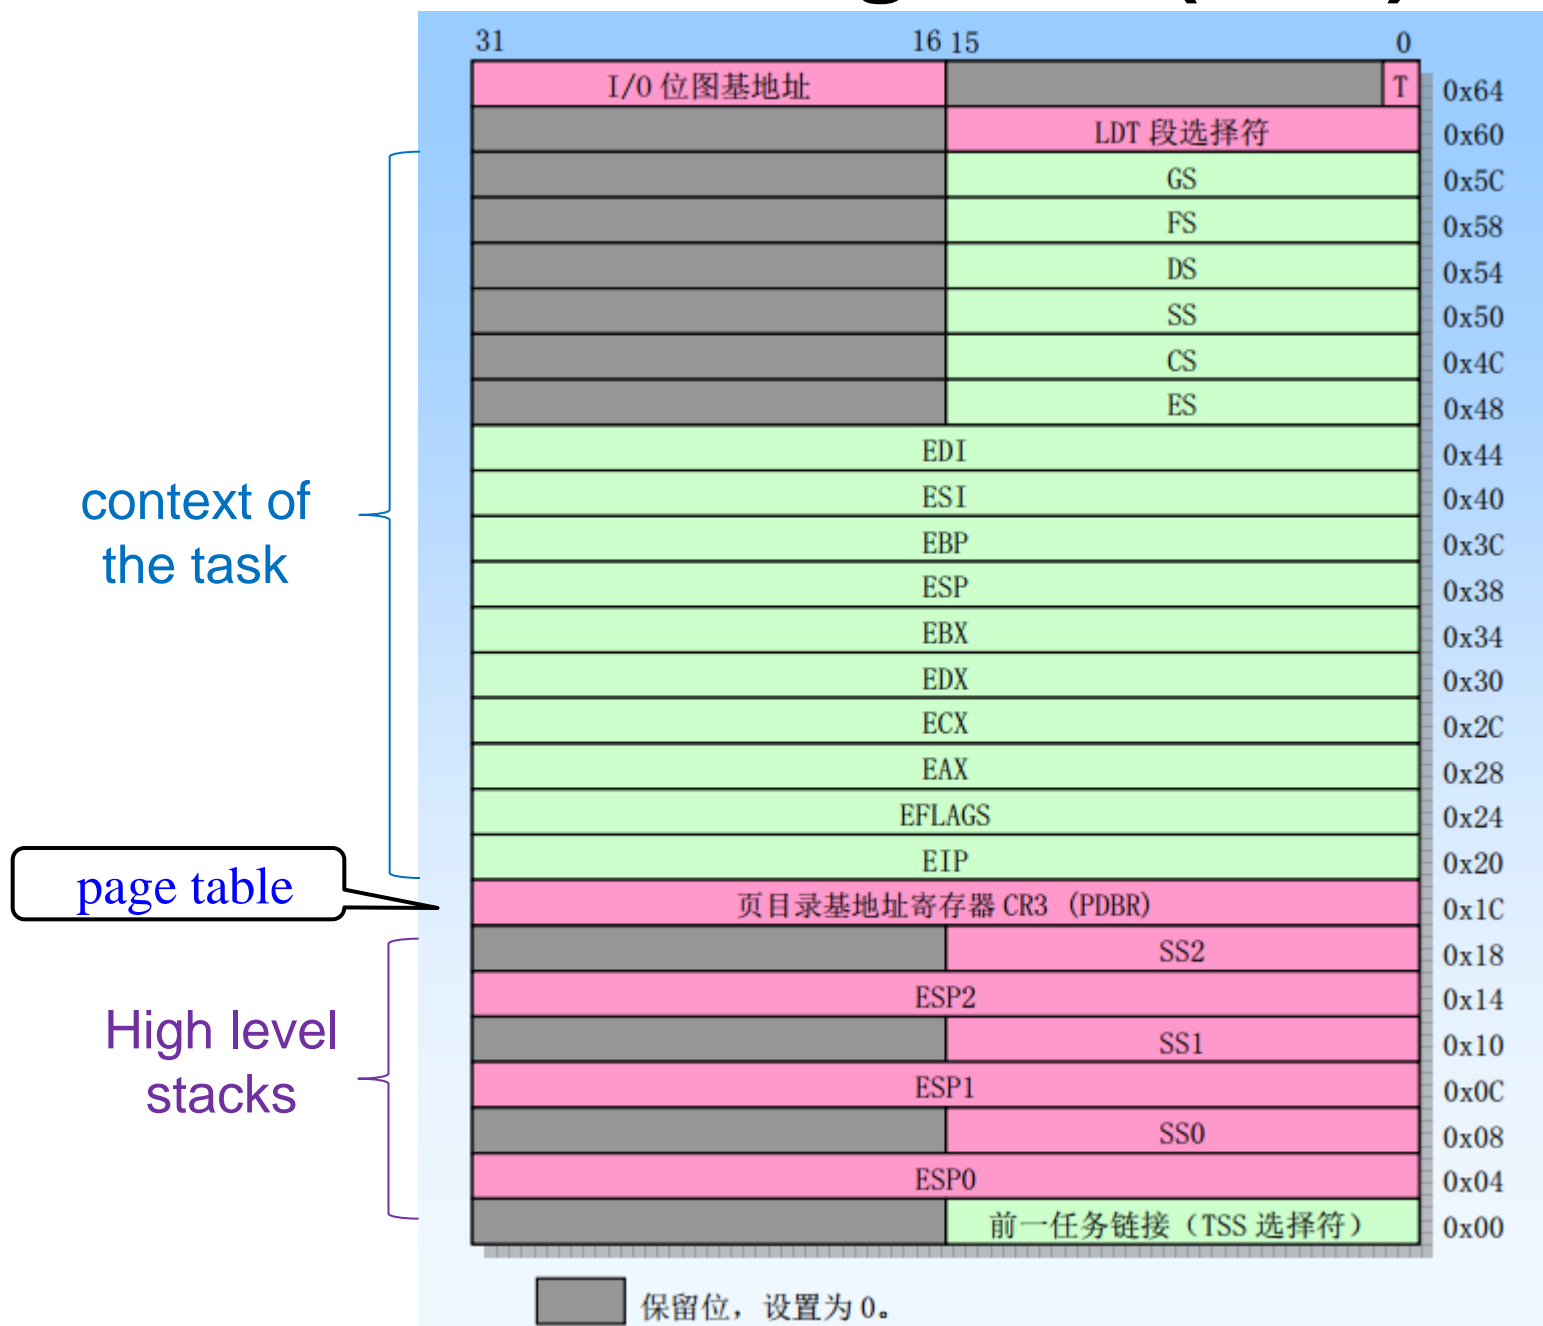 31 16 15 0
I/O 位图基地址 T 0x64
LDT 段选择符 0x60
GS 0x5C
FS 0x58
DS 0x54
SS 0x50
CS 0x4C
ES 0x48
EDI 0x44
ESI 0x40
EBP 0x3C
ESP 0x38
EBX 0x34
EDX 0x30
ECX 0x2C
EAX 0x28
EFLAGS 0x24
EIP 0x20
页目录基地址寄存器 CR3 (PDBR) 0x1C
SS2 0x18
ESP2 0x14
SS1 0x10
ESP1 0x0C
SS0 0x08
ESP0 0x04
前一任务链接（TSS 选择符） 0x00
context of
the task
page table
High level
stacks
保留位，设置为 0。